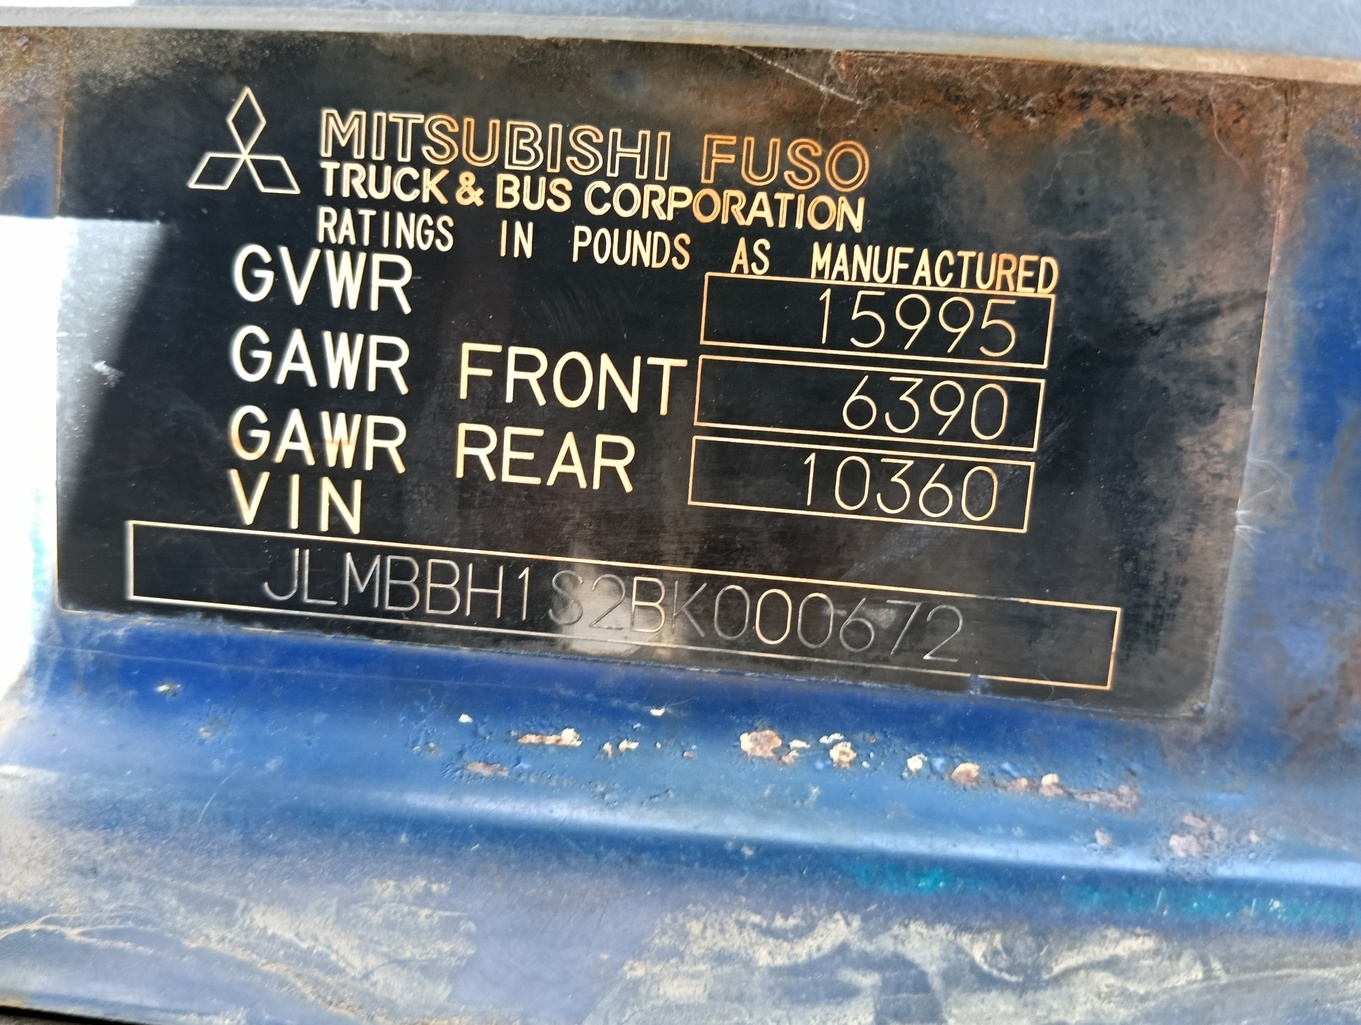 MITSUBISHI FUSO
TRUCK & BUS CORPORATION
RATINGS IN POUNDS AS MANUFACTURED
GVWR 15995
GAWR FRONT 6390
GAWR REAR 10360
VIN
JLMBBH1S2BK000672